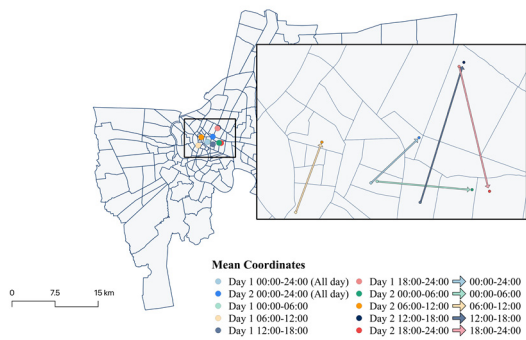 Mean Coordinates
Day 1 00:00-24:00 (All day)
Day 2 00:00-24:00 (All day)
Day 1 00:00-06:00
Day 1 06:00-12:00
Day 1 12:00-18:00
Day 1 18:00-24:00
Day 2 00:00-06:00
Day 2 06:00-12:00
Day 2 12:00-18:00
Day 2 18:00-24:00
00:00-24:00
00:00-06:00
06:00-12:00
12:00-18:00
18:00-24:00
0 7.5 15 km